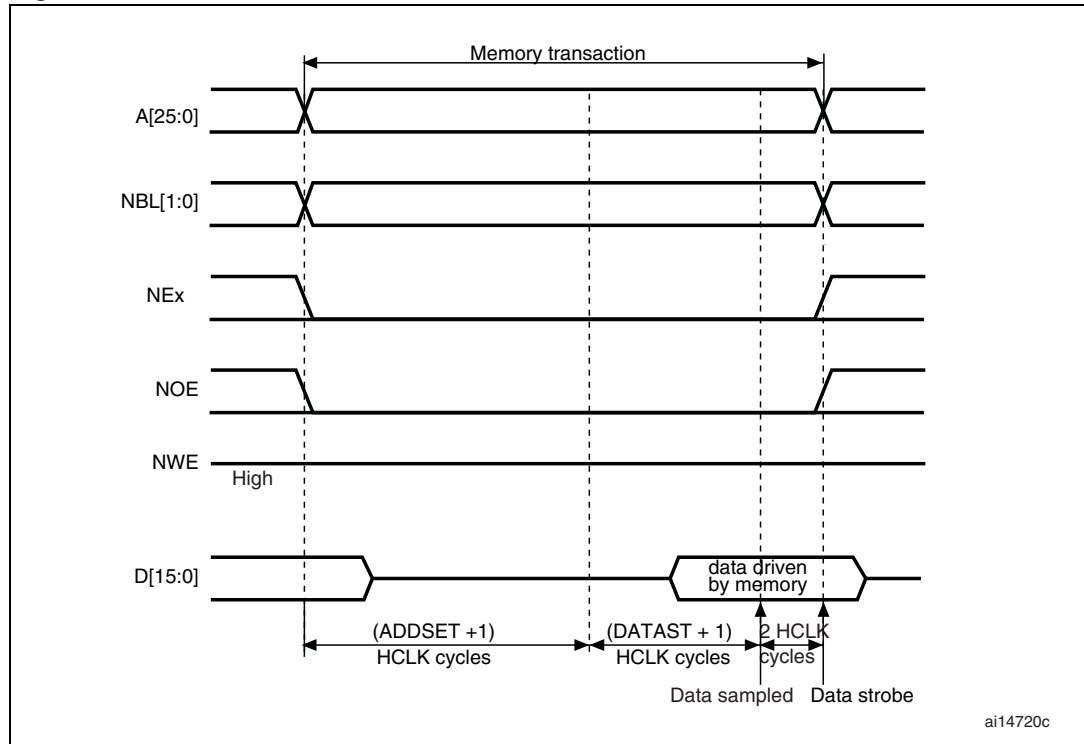 Memory transaction
A[25:0]
NBL[1:0]
NEx
NOE
NWE
High
D[15:0]
data driven
by memory
(ADDSET +1)
HCLK cycles
(DATAST + 1)
HCLK cycles
2 HCLK
cycles
Data sampled
Data strobe
ai14720c